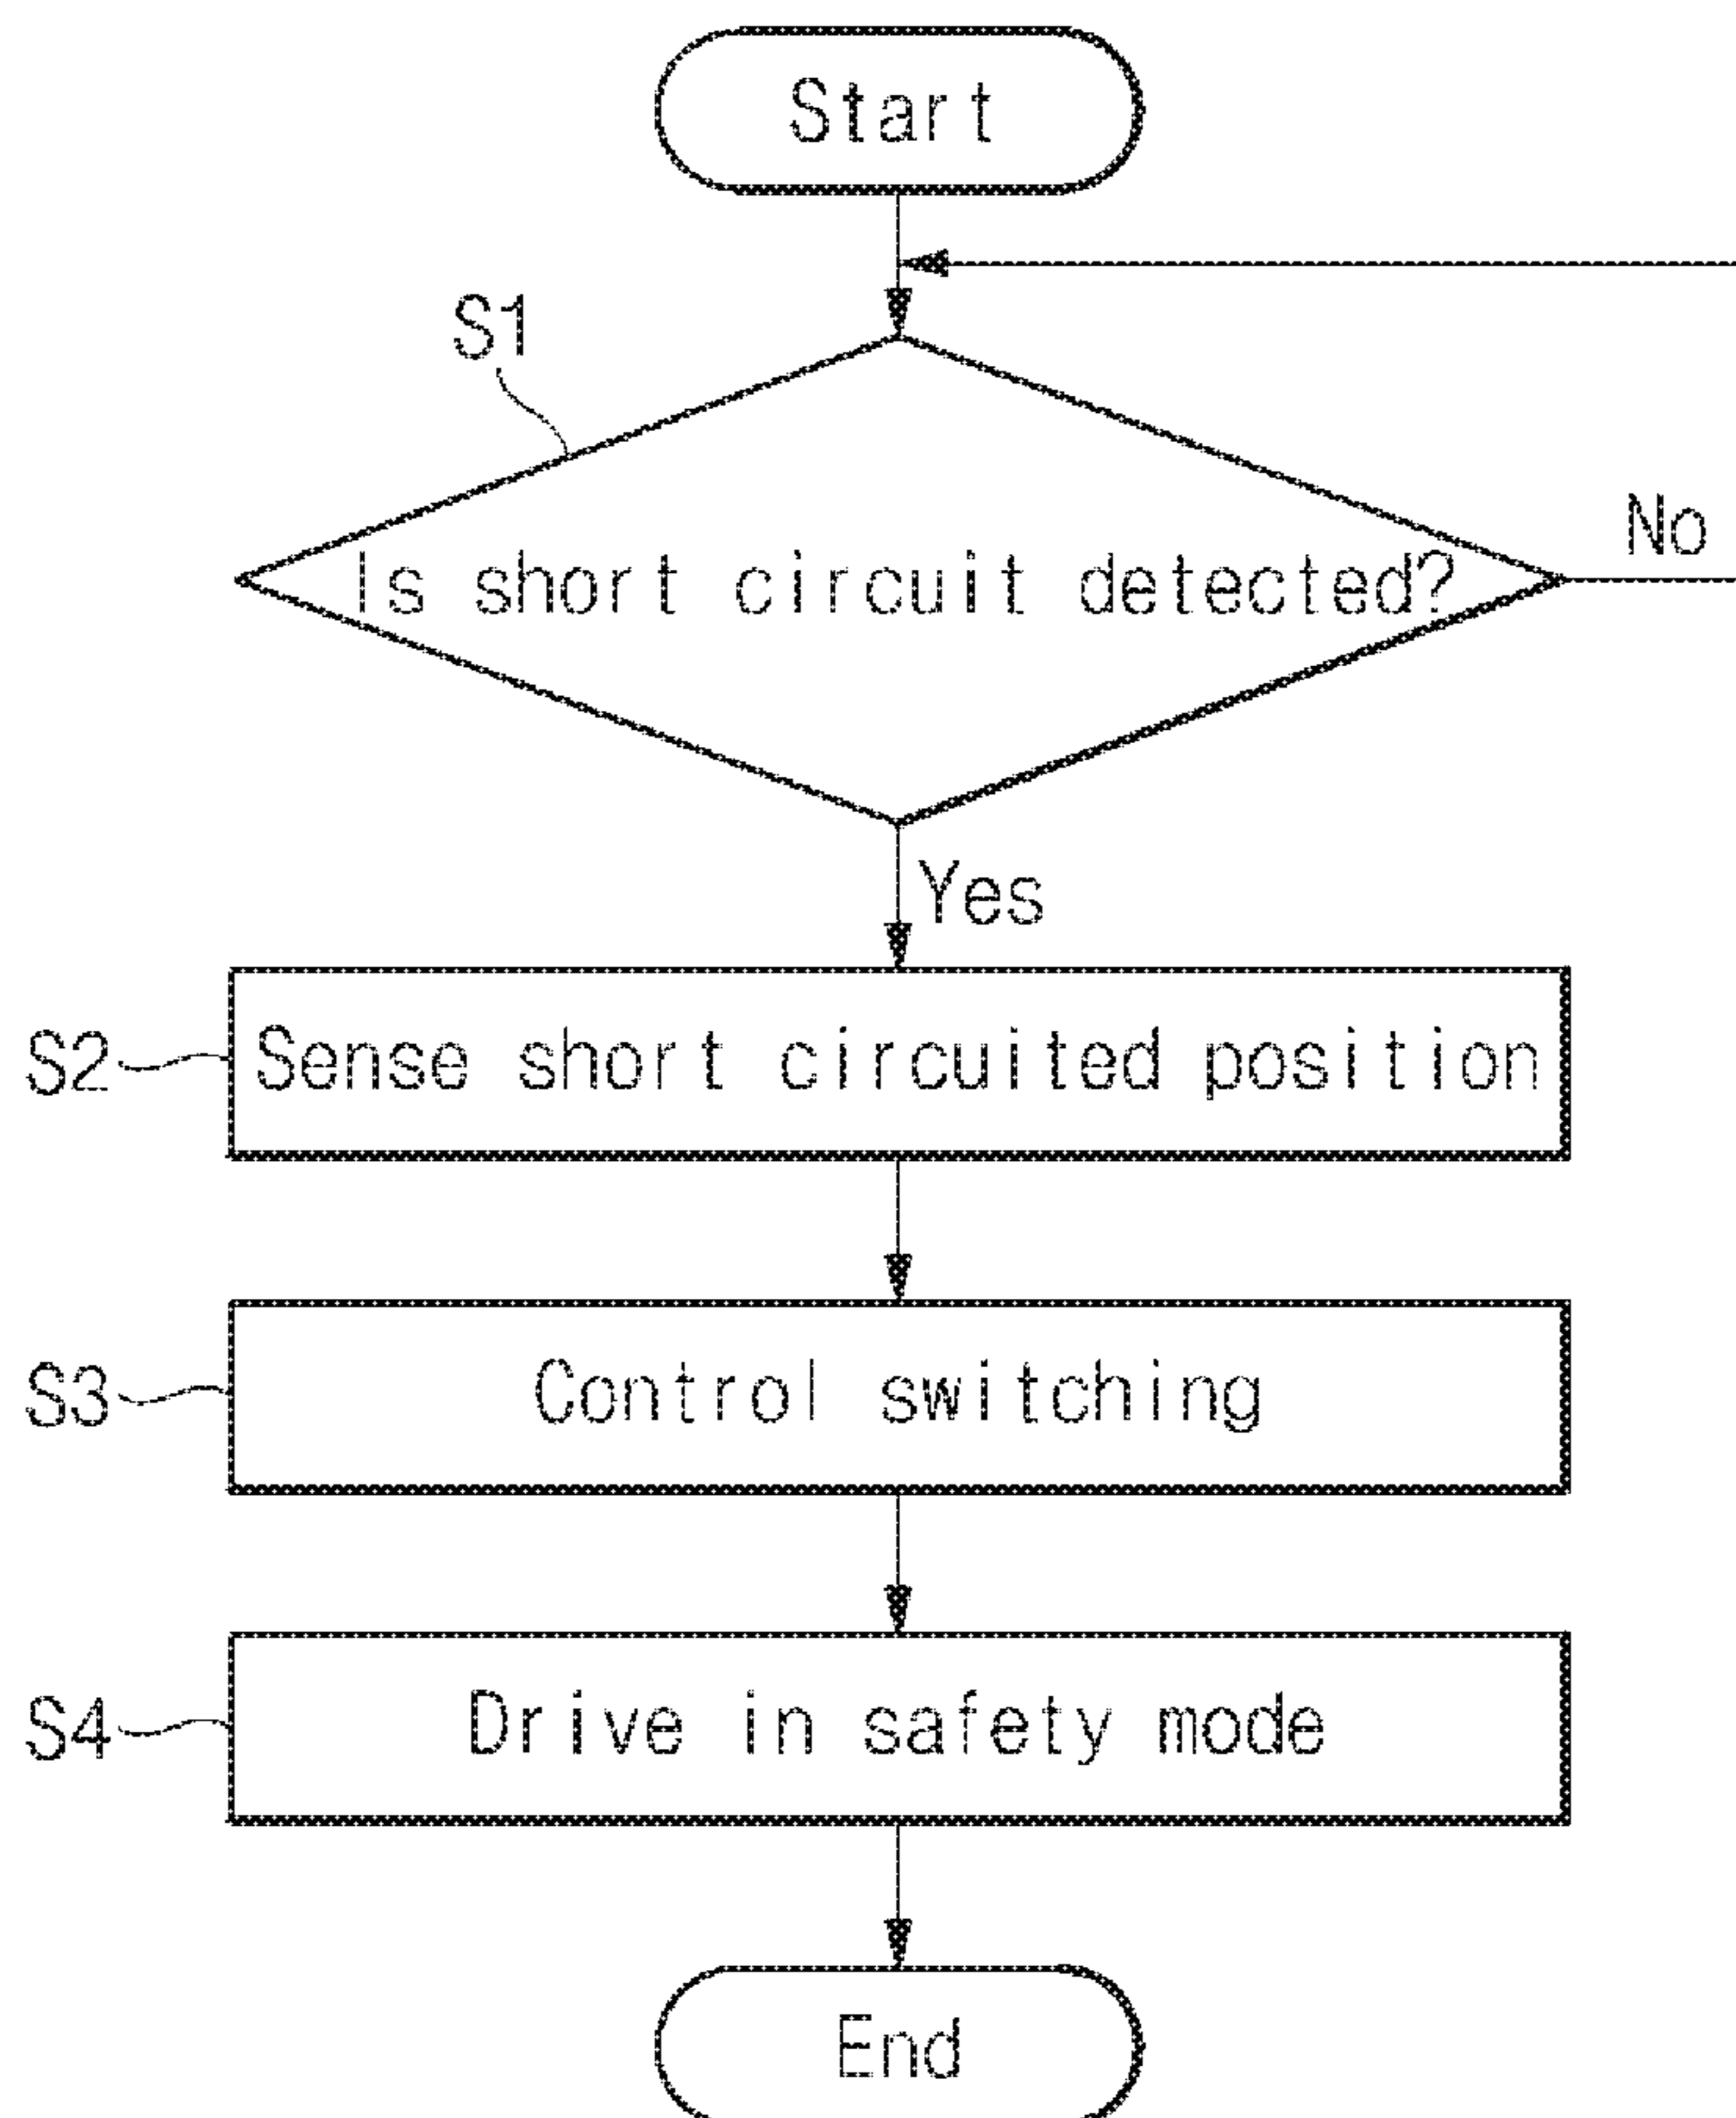 Start
S1
Is short circuit detected?
No
Yes
S2
Sense short circuited position
S3
Control switching
S4
Drive in safety mode
End